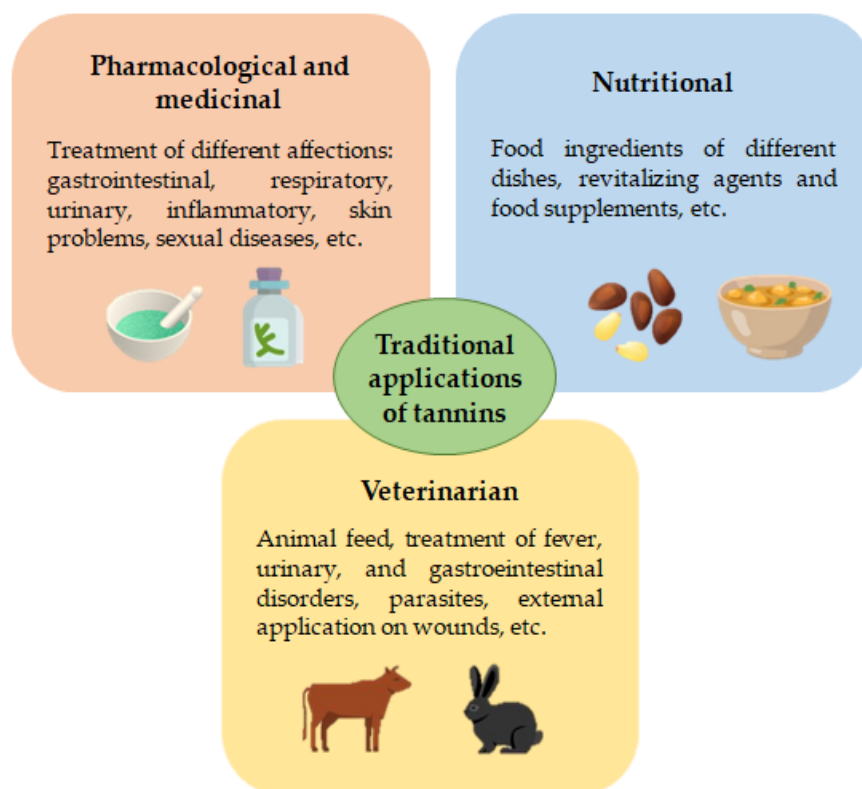 Pharmacological and
medicinal
Treatment of different affections:
gastrointestinal, respiratory,
urinary, inflammatory, skin
problems, sexual diseases, etc.
Nutritional
Food ingredients of different
dishes, revitalizing agents and
food supplements, etc.
Traditional
applications
of tannins
Veterinarian
Animal feed, treatment of fever,
urinary, and gastroeintestinal
disorders, parasites, external
application on wounds, etc.